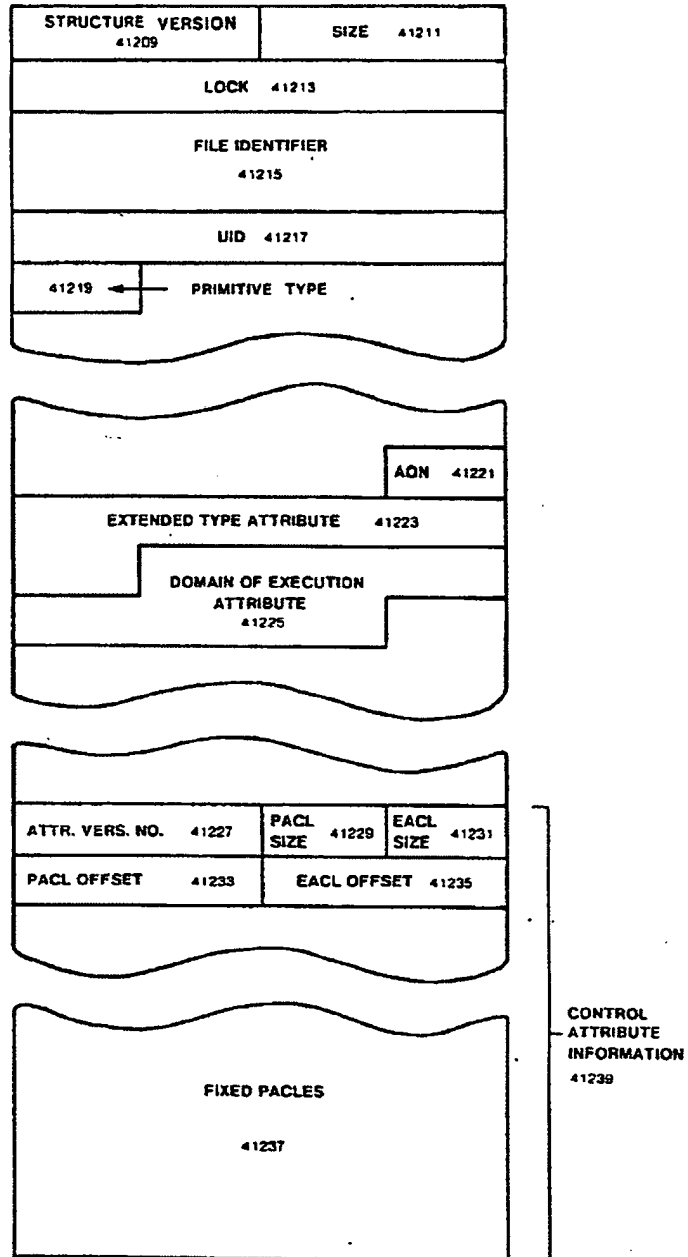 STRUCTURE VERSION
41209
SIZE 41211
LOCK 41213
FILE IDENTIFIER
41215
UID 41217
41219
PRIMITIVE TYPE
AON 41221
EXTENDED TYPE ATTRIBUTE 41223
DOMAIN OF EXECUTION
ATTRIBUTE
41225
ATTR. VERS. NO. 41227
PACL
SIZE 41229
EACL
SIZE 41231
PACL OFFSET 41233
EACL OFFSET 41235
CONTROL
ATTRIBUTE
INFORMATION
41239
FIXED PACLES
41237